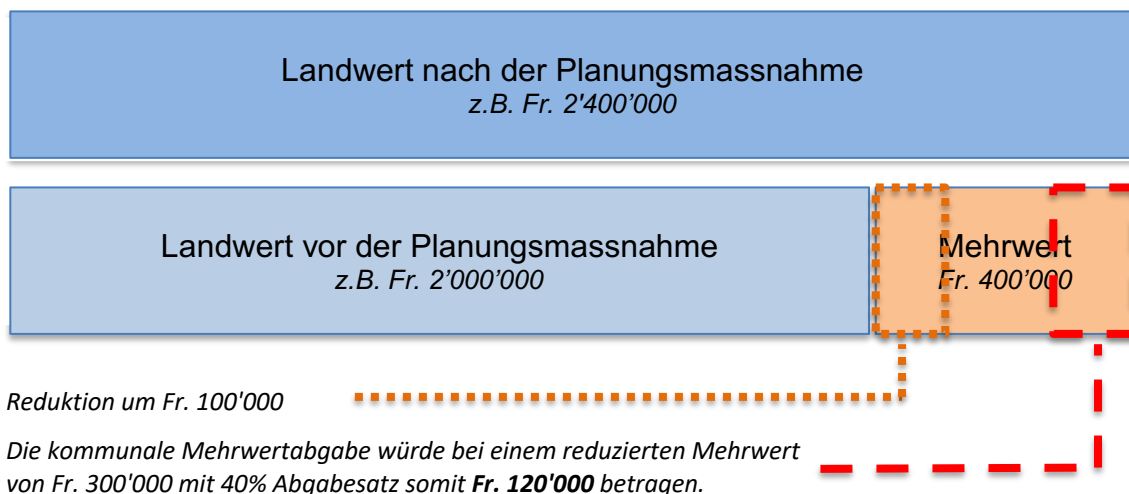 Landwert nach der Planungsmassnahme
z.B. Fr. 2'400’000
Landwert vor der Planungsmassnahme
z.B. Fr. 2’000’000
Mehrwert
Fr. 400’000
Reduktion um Fr. 100'000
Die kommunale Mehrwertabgabe würde bei einem reduzierten Mehrwert
von Fr. 300'000 mit 40% Abgabesatz somit Fr. 120'000 betragen.